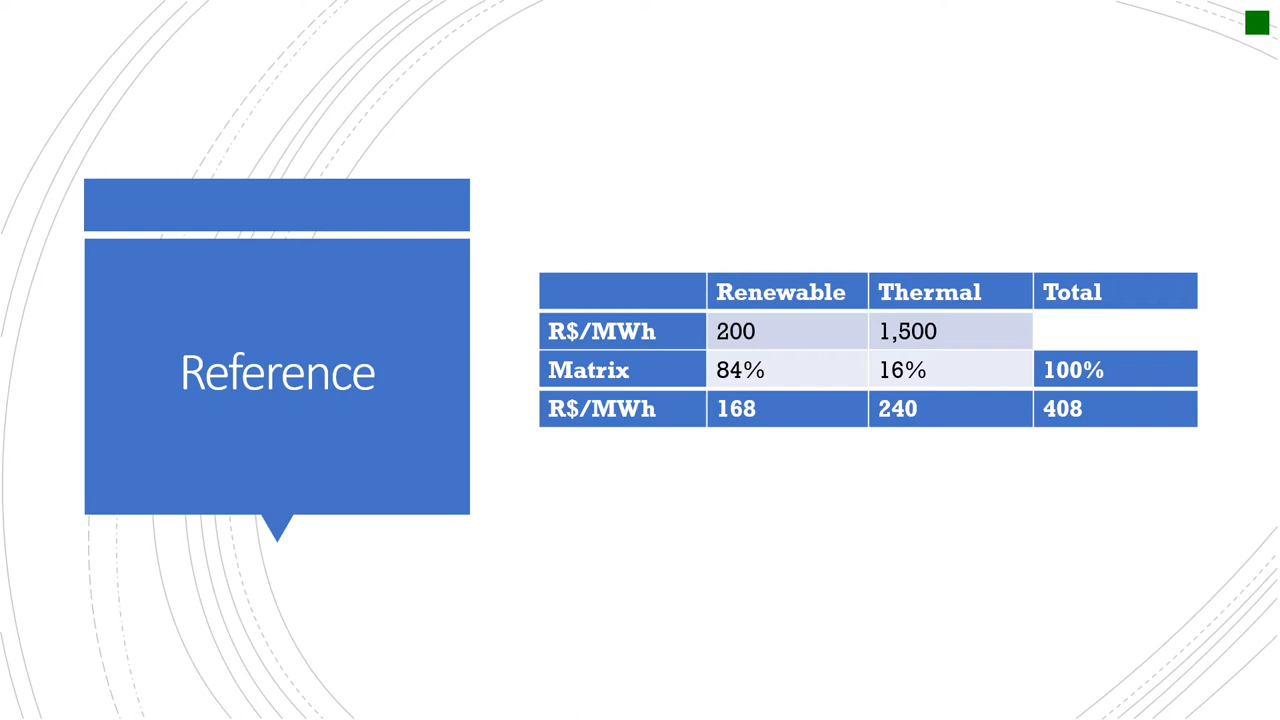 Reference
Renewable Thermal Total
R$/MWh 200 1,500
Matrix 84% 16% 100%
R$/MWh 168 240 408